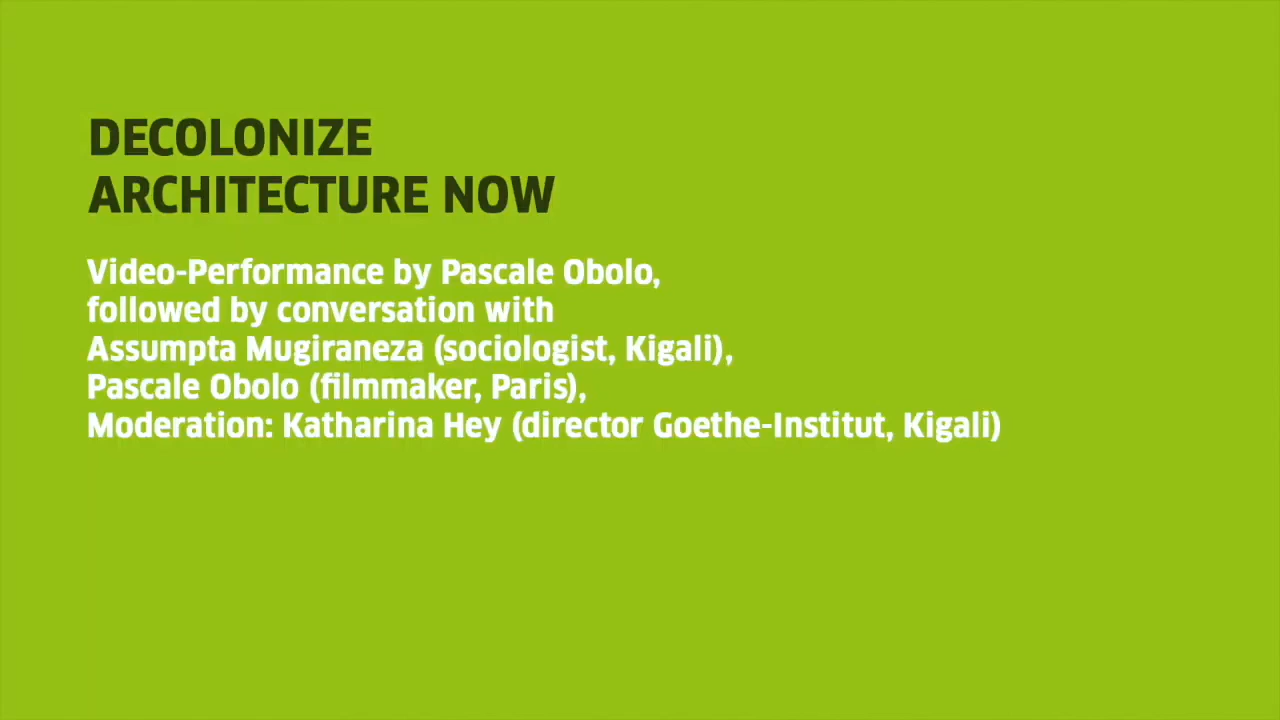 DECOLONIZE
ARCHITECTURE NOW
Video-Performance by Pascale Obolo,
followed by conversation with
Assumpta Mugiraneza (sociologist, Kigali),
Pascale Obolo (filmmaker, Paris),
Moderation: Katharina Hey (director Goethe-Institut, Kigali)